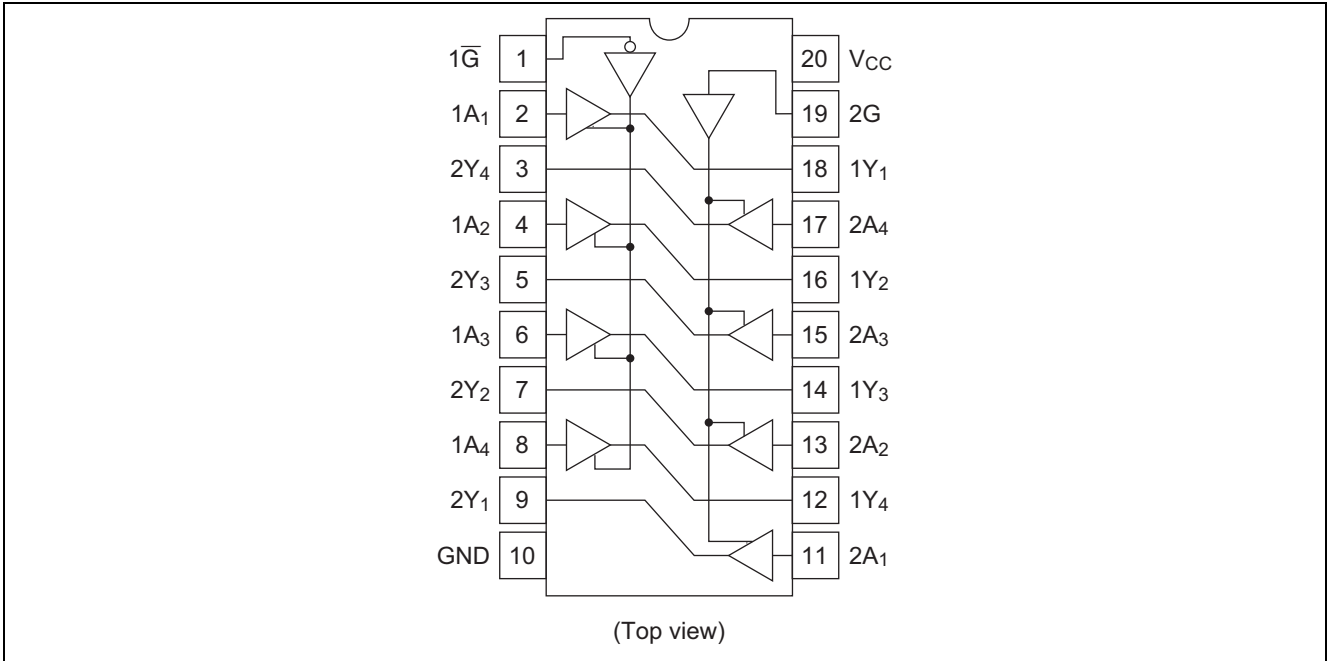 1G̅ 1 20 VCC
1A1 2 19 2G
2Y4 3 18 1Y1
1A2 4 17 2A4
2Y3 5 16 1Y2
1A3 6 15 2A3
2Y2 7 14 1Y3
1A4 8 13 2A2
2Y1 9 12 1Y4
GND 10 11 2A1
(Top view)